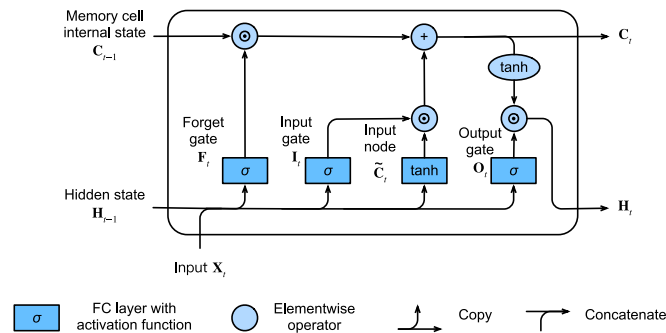 Memory cell
internal state
C_{t−1}
C_t
+
tanh
Forget
gate
F_t
Input
gate
I_t
Input
node
C̃_t
Output
gate
O_t
σ
σ
tanh
σ
Hidden state
H_{t−1}
H_t
Input X_t
σ
FC layer with
activation function
Elementwise
operator
Copy
Concatenate